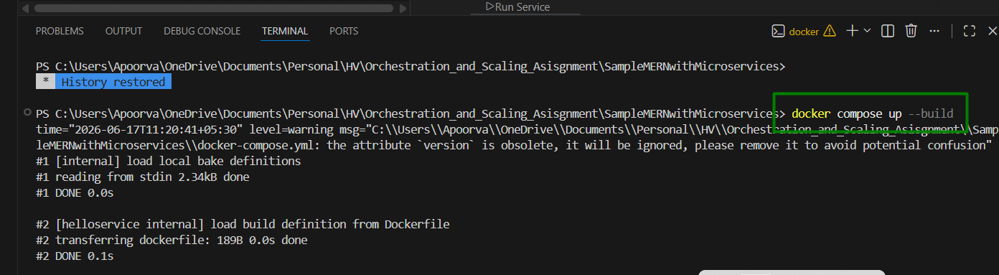 Run Service
PROBLEMS OUTPUT DEBUG CONSOLE TERMINAL PORTS
docker
PS C:\Users\Apoorva\OneDrive\Documents\Personal\HV\Orchestration_and_Scaling_Asisgnment\SampleMERNwithMicroservices>
* History restored
PS C:\Users\Apoorva\OneDrive\Documents\Personal\HV\Orchestration_and_Scaling_Asisgnment\SampleMERNwithMicroservices> docker compose up --build
time="2026-06-17T11:20:41+05:30" level=warning msg="C:\\Users\\Apoorva\\OneDrive\\Documents\\Personal\\HV\\Orchestration_and_Scaling_Asisgnment\\Samp
leMERNwithMicroservices\\docker-compose.yml: the attribute `version` is obsolete, it will be ignored, please remove it to avoid potential confusion"
#1 [internal] load local bake definitions
#1 reading from stdin 2.34kB done
#1 DONE 0.0s
#2 [helloservice internal] load build definition from Dockerfile
#2 transferring dockerfile: 189B 0.0s done
#2 DONE 0.1s